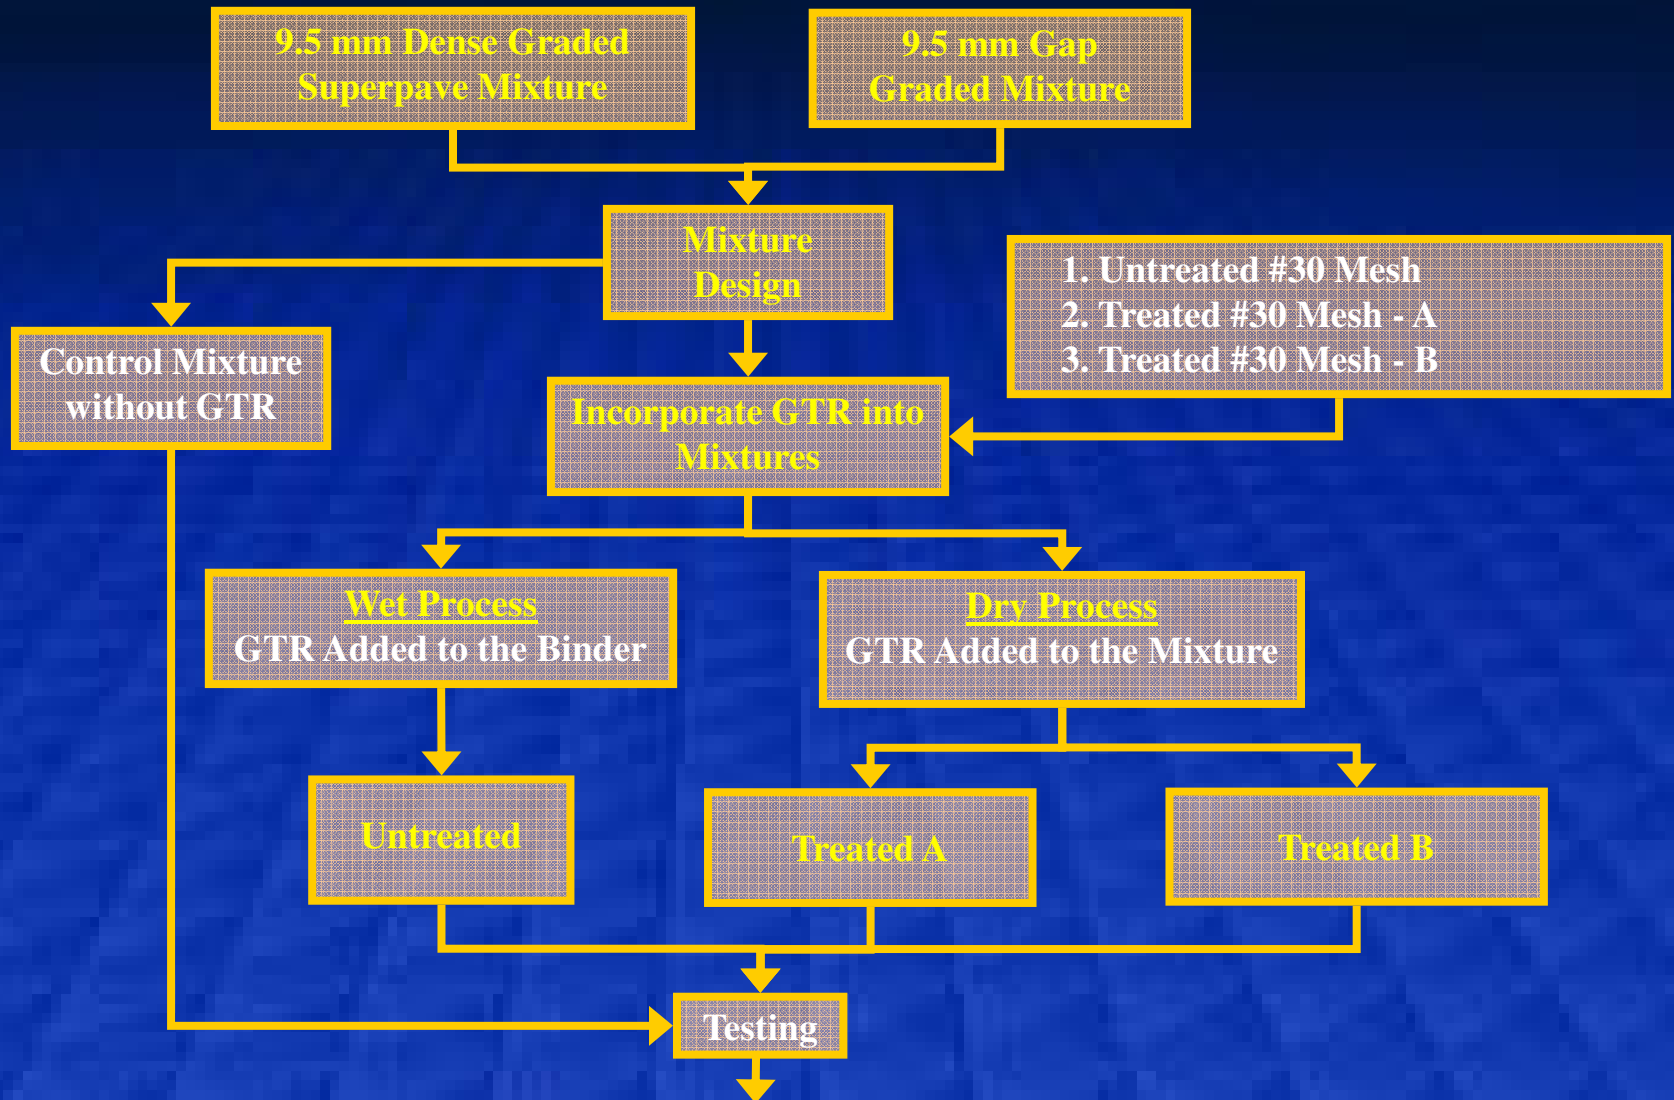 9.5 mm Dense Graded
Superpave Mixture
9.5 mm Gap
Graded Mixture
Mixture
Design
1. Untreated #30 Mesh
2. Treated #30 Mesh - A
3. Treated #30 Mesh - B
Control Mixture
without GTR
Incorporate GTR into
Mixtures
Wet Process
GTR Added to the Binder
Dry Process
GTR Added to the Mixture
Untreated
Treated A
Treated B
Testing